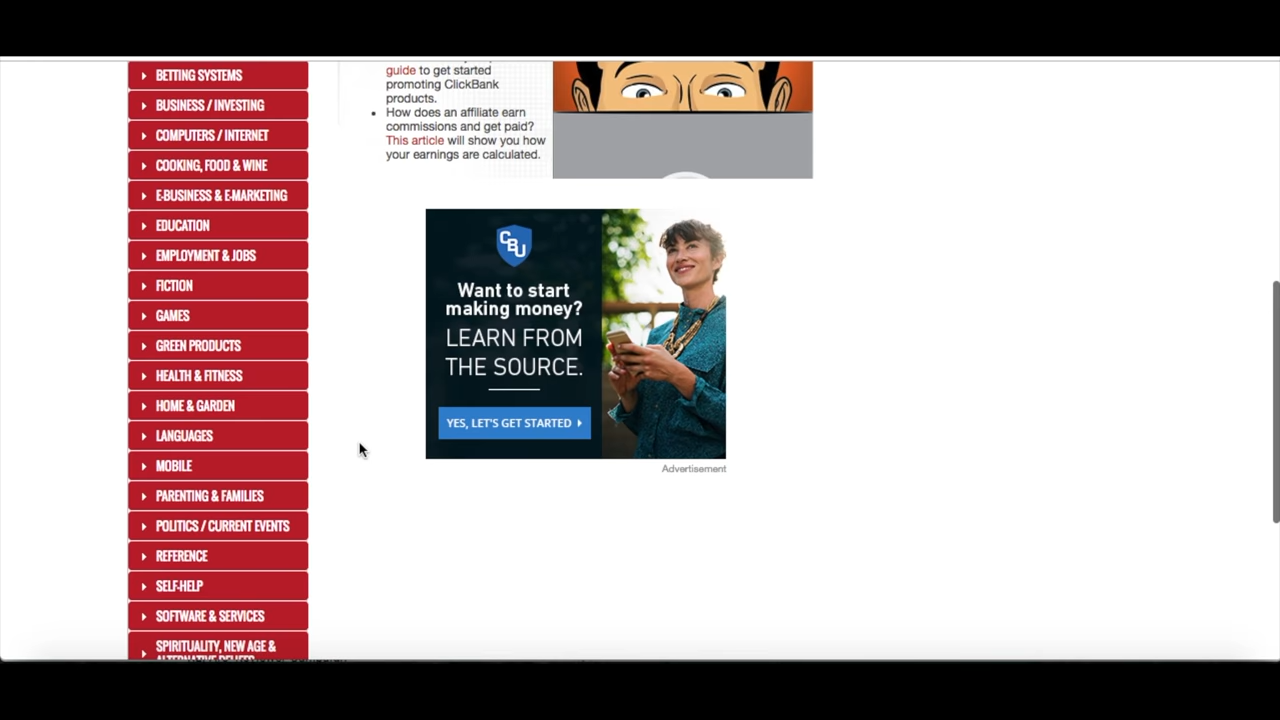 BETTING SYSTEMS
BUSINESS / INVESTING
COMPUTERS / INTERNET
COOKING, FOOD & WINE
E-BUSINESS & E-MARKETING
EDUCATION
EMPLOYMENT & JOBS
FICTION
GAMES
GREEN PRODUCTS
HEALTH & FITNESS
HOME & GARDEN
LANGUAGES
MOBILE
PARENTING & FAMILIES
POLITICS / CURRENT EVENTS
REFERENCE
SELF-HELP
SOFTWARE & SERVICES
SPIRITUALITY, NEW AGE &
guide to get started
promoting ClickBank
products.
How does an affiliate earn
commissions and get paid?
This article will show you how
your earnings are calculated.
CBU
Want to start
making money?
LEARN FROM
THE SOURCE.
YES, LET'S GET STARTED
Advertisement